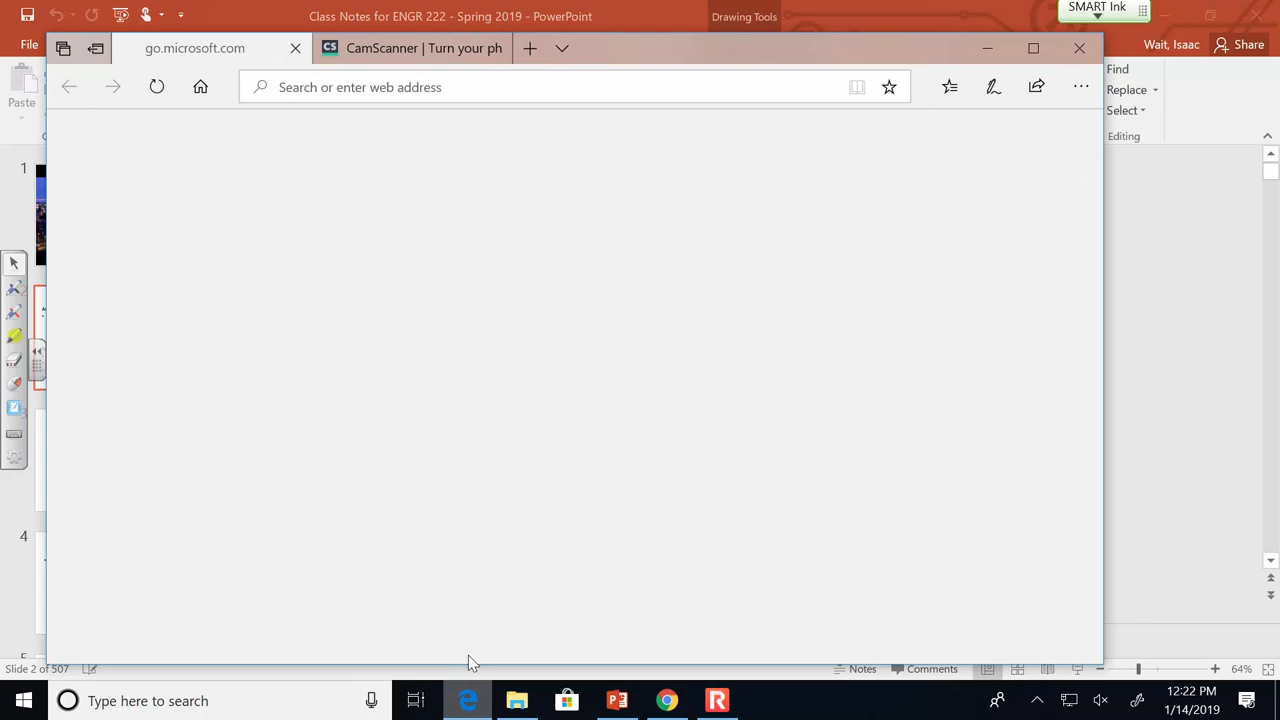 Class Notes for ENGR 222 - Spring 2019 - PowerPoint
Drawing Tools
SMART Ink
File
Wait, Isaac
Share
go.microsoft.com
CS
CamScanner | Turn your ph
Search or enter web address
Paste
Find
Replace
Select
Editing
1
4
Slide 2 of 507
Notes
Comments
64%
Type here to search
12:22 PM
1/14/2019